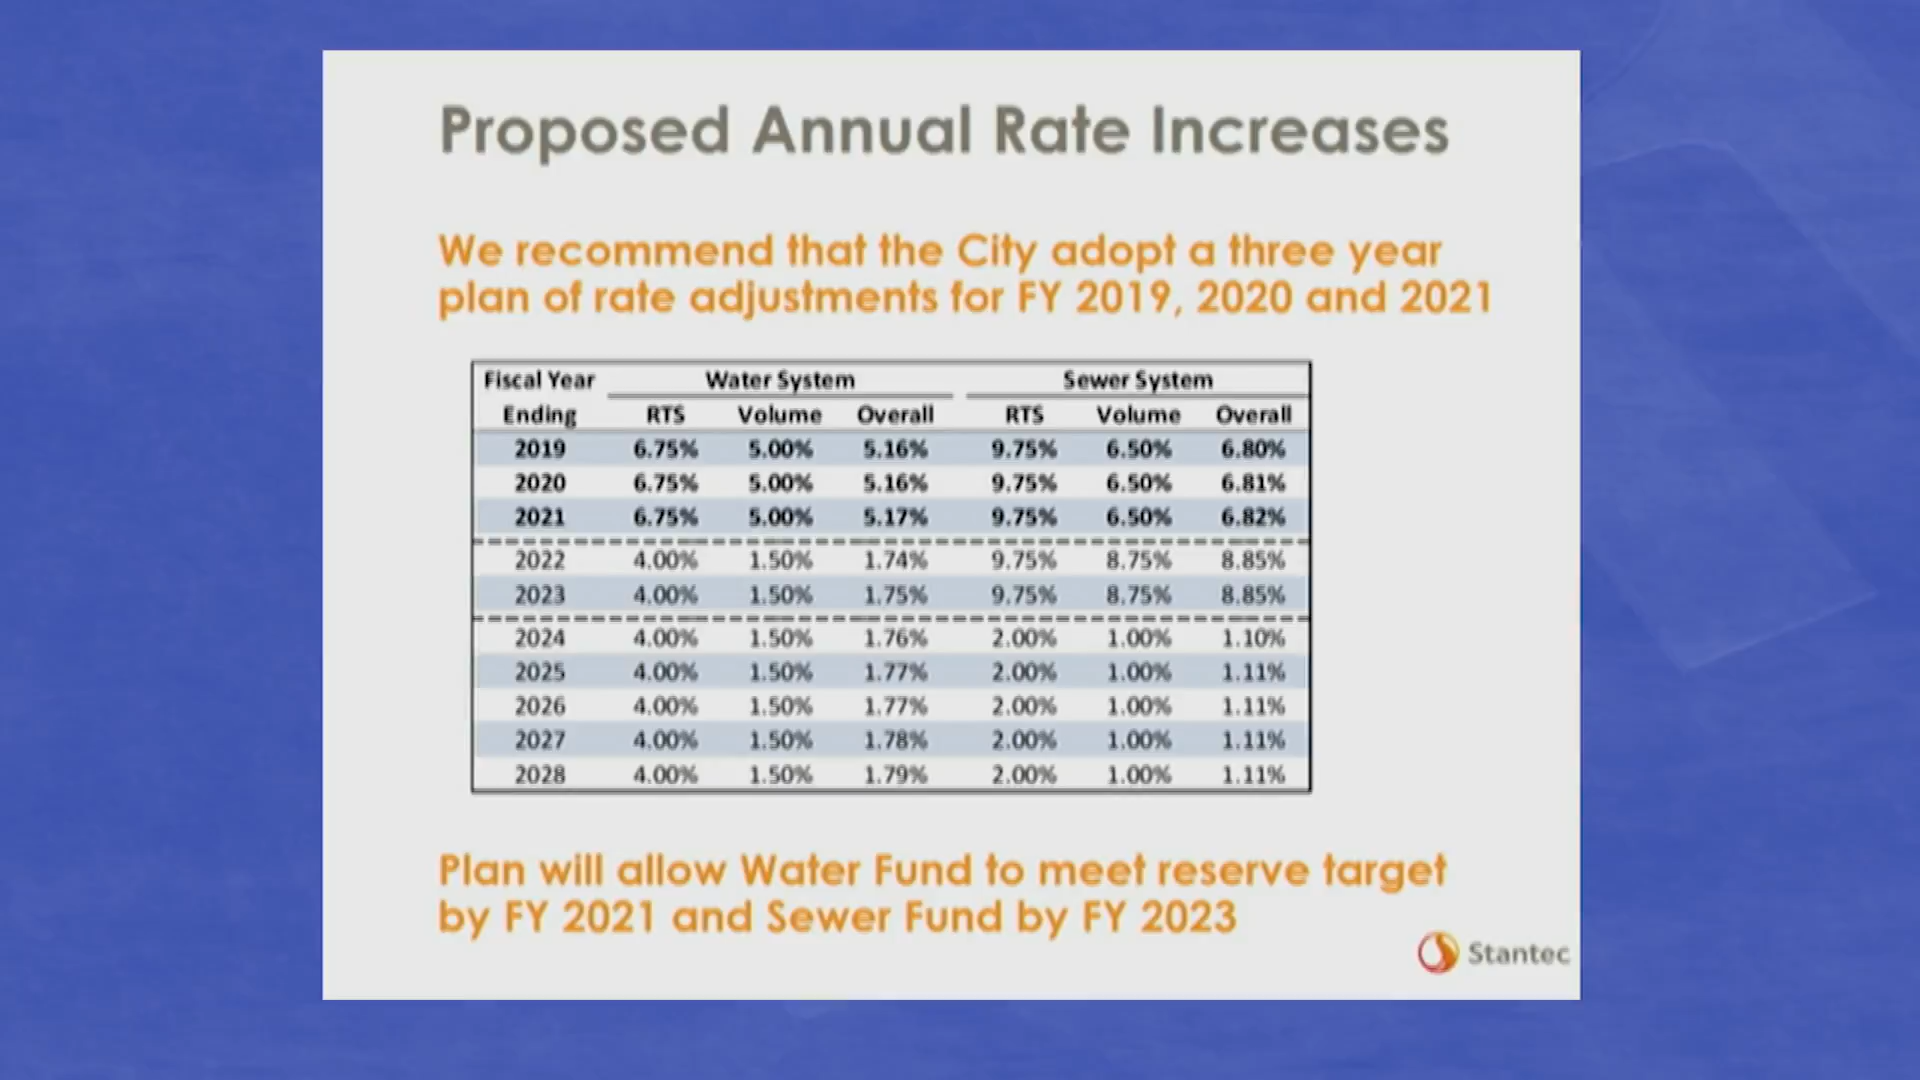 Proposed Annual Rate Increases
We recommend that the City adopt a three year
plan of rate adjustments for FY 2019, 2020 and 2021
Fiscal Year Water System Sewer System
Ending RTS Volume Overall RTS Volume Overall
2019 6.75% 5.00% 5.16% 9.75% 6.50% 6.80%
2020 6.75% 5.00% 5.16% 9.75% 6.50% 6.81%
2021 6.75% 5.00% 5.17% 9.75% 6.50% 6.82%
2022 4.00% 1.50% 1.74% 9.75% 8.75% 8.85%
2023 4.00% 1.50% 1.75% 9.75% 8.75% 8.85%
2024 4.00% 1.50% 1.76% 2.00% 1.00% 1.10%
2025 4.00% 1.50% 1.77% 2.00% 1.00% 1.11%
2026 4.00% 1.50% 1.77% 2.00% 1.00% 1.11%
2027 4.00% 1.50% 1.78% 2.00% 1.00% 1.11%
2028 4.00% 1.50% 1.79% 2.00% 1.00% 1.11%
Plan will allow Water Fund to meet reserve target
by FY 2021 and Sewer Fund by FY 2023
Stantec